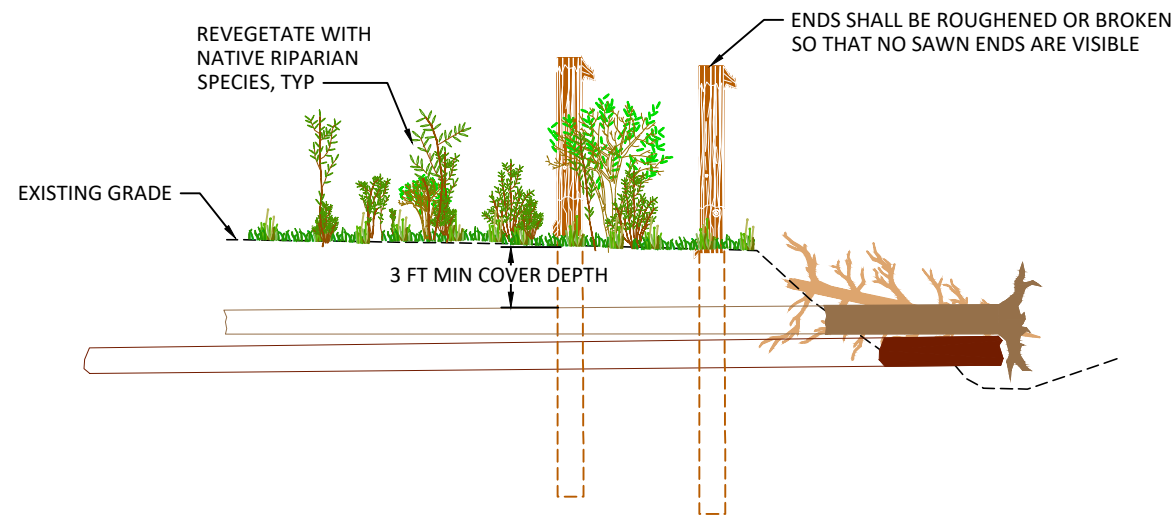 REVEGETATE WITH
NATIVE RIPARIAN
SPECIES, TYP
ENDS SHALL BE ROUGHENED OR BROKEN
SO THAT NO SAWN ENDS ARE VISIBLE
EXISTING GRADE
3 FT MIN COVER DEPTH